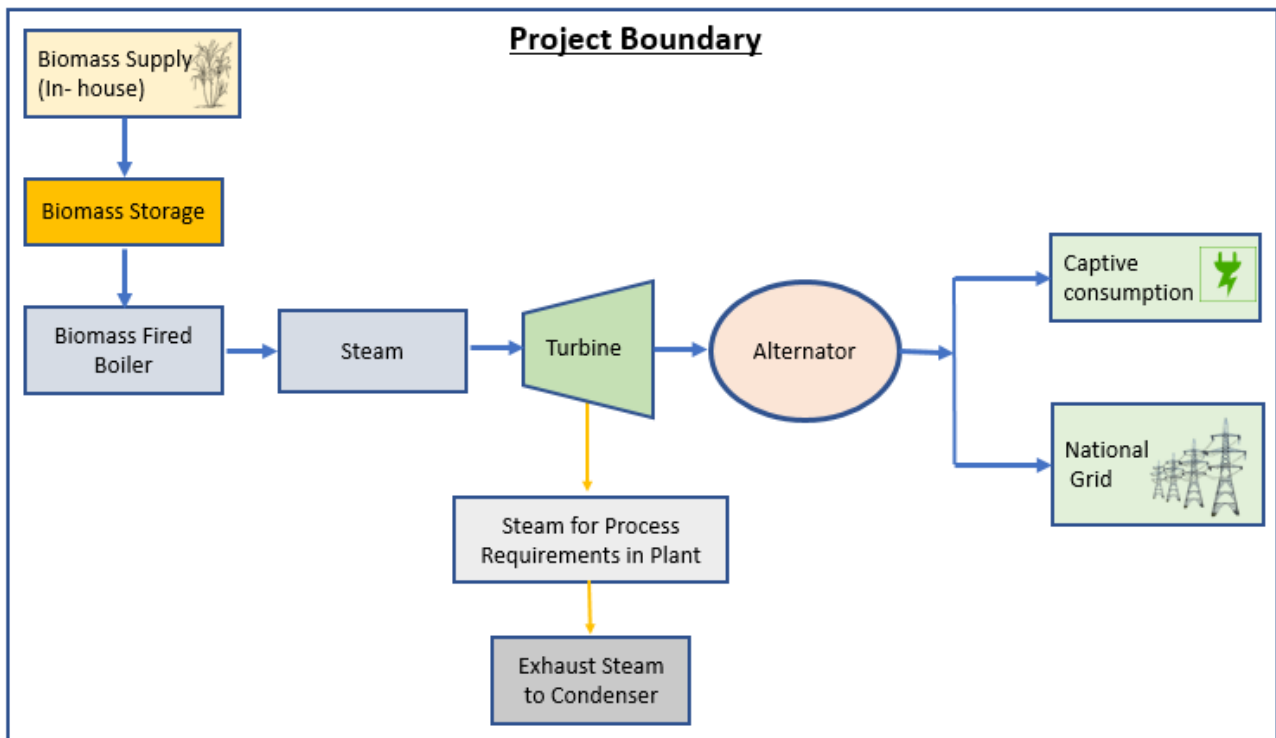 Project Boundary
Biomass Supply
(In- house)
Biomass Storage
Biomass Fired
Boiler
Steam
Turbine
Alternator
Captive
consumption
National
Grid
Steam for Process
Requirements in Plant
Exhaust Steam
to Condenser